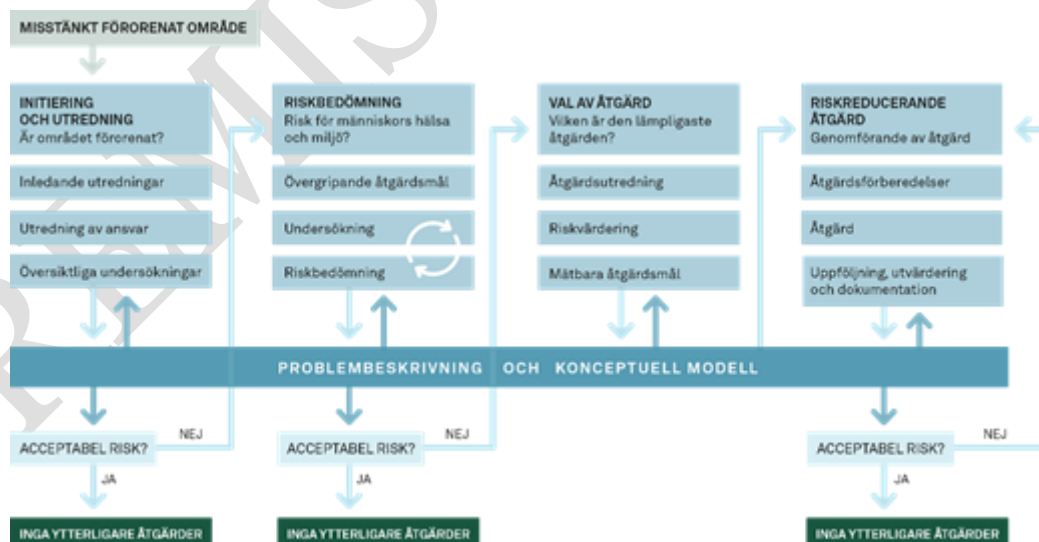 MISSTÄNKT FÖRORENAT OMRÅDE
INITIERING
OCH UTREDNING
Är området förorenat?
Inledande utredningar
Utredning av ansvar
Översiktliga undersökningar
RISKBEDÖMNING
Risk för människors hälsa
och miljö?
Övergripande åtgärdsmål
Undersökning
Riskbedömning
VAL AV ÅTGÄRD
Vilken är den lämpligaste
åtgärden?
Åtgärdsutredning
Riskvärdering
Mätbara åtgärdsmål
RISKREDUCERANDE
ÅTGÄRD
Genomförande av åtgärd
Åtgärdsförberedelser
Åtgärd
Uppföljning, utvärdering
och dokumentation
PROBLEMBESKRIVNING OCH KONCEPTUELL MODELL
ACCEPTABEL RISK?
NEJ
JA
INGA YTTERLIGARE ÅTGÄRDER
ACCEPTABEL RISK?
NEJ
JA
INGA YTTERLIGARE ÅTGÄRDER
ACCEPTABEL RISK?
NEJ
JA
INGA YTTERLIGARE ÅTGÄRDER
REMIS